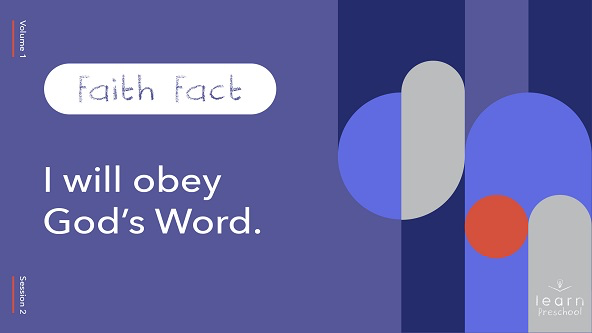 Volume 1
Faith Fact
I will obey
God's Word.
Session 2
learn
Preschool